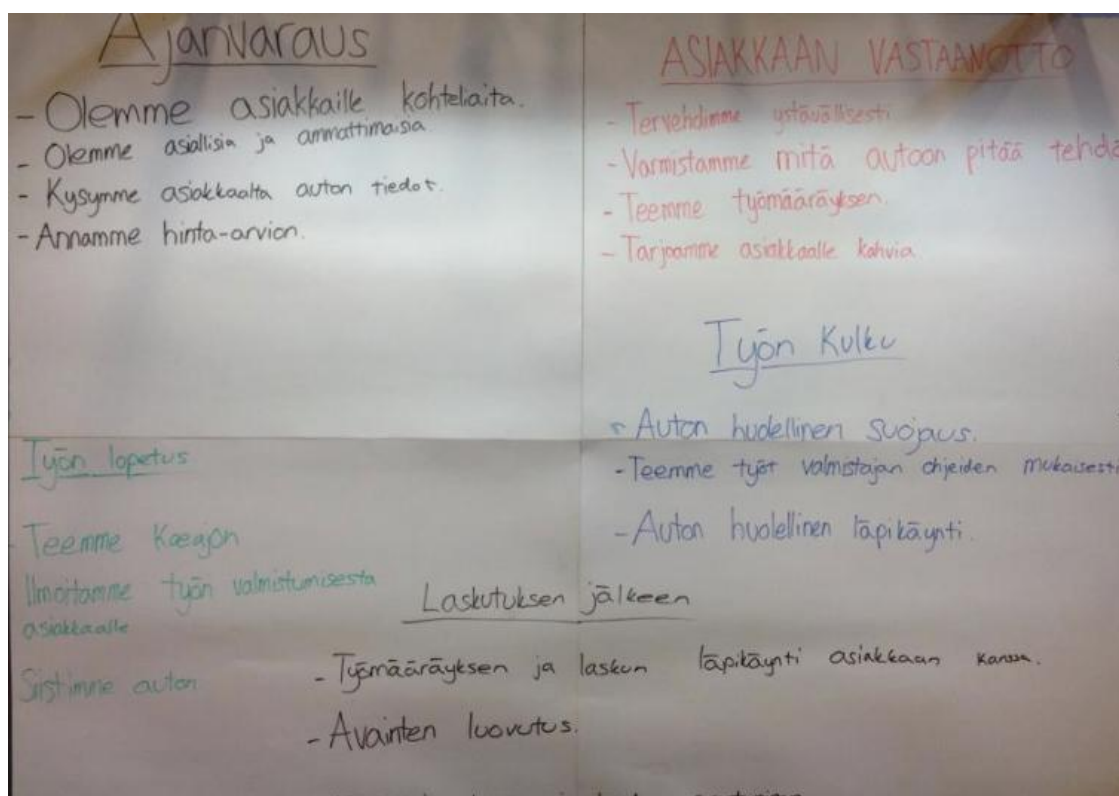 Ajanvaraus
- Olemme asiakkaille kohteliaita.
- Olemme asiallisia ja ammattimaisia.
- Kysymme asiakkaalta auton tiedot.
- Annamme hinta-arvion.
ASIAKKAAN VASTAANOTTO
- Tervehdimme ystävällisesti
- Varmistamme mitä autoon pitää tehdä
- Teemme työmääräyksen.
- Tarjoamme asiakkaalle kahvia.
Työn Kulku
- Auton huolellinen suojaus.
- Teemme työt valmistajan ohjeiden mukaisesti
- Auton huolellinen läpikäynti.
Työn lopetus
- Teemme Koeajon
Ilmoitamme työn valmistumisesta
asiakkaalle
Siistimme auton
Laskutuksen jälkeen
- Työmääräyksen ja laskun läpikäynti asiakkaan kanssa.
- Avainten luovutus.